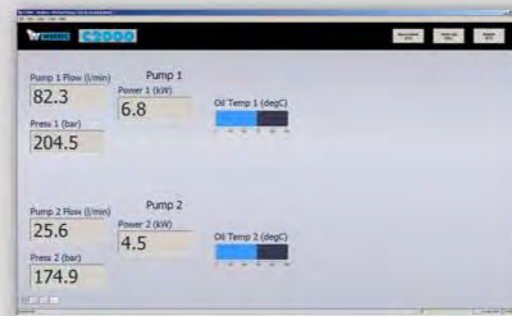 C2000
Pump 1 Flow (l/min)
82.3
Pump 1
Power 1 (kW)
6.8
Press 1 (bar)
204.5
Oil Temp 1 (degC)
Pump 2 Flow (l/min)
25.6
Pump 2
Power 2 (kW)
4.5
Press 2 (bar)
174.9
Oil Temp 2 (degC)